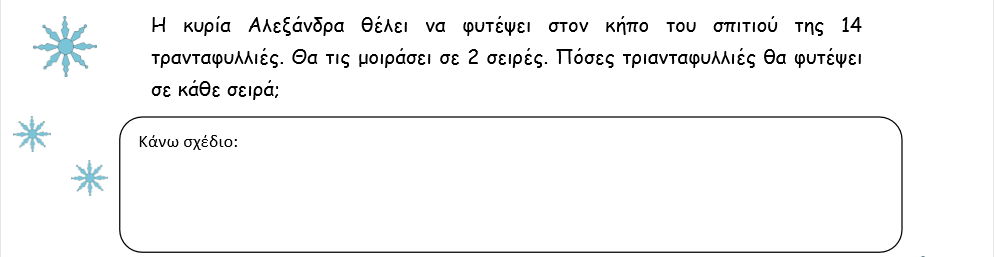 Η κυρία Αλεξάνδρα θέλει να φυτέψει στον κήπο του σπιτιού της 14
τρανταφυλλιές. Θα τις μοιράσει σε 2 σειρές. Πόσες τριανταφυλλιές θα φυτέψει
σε κάθε σειρά;
Κάνω σχέδιο: